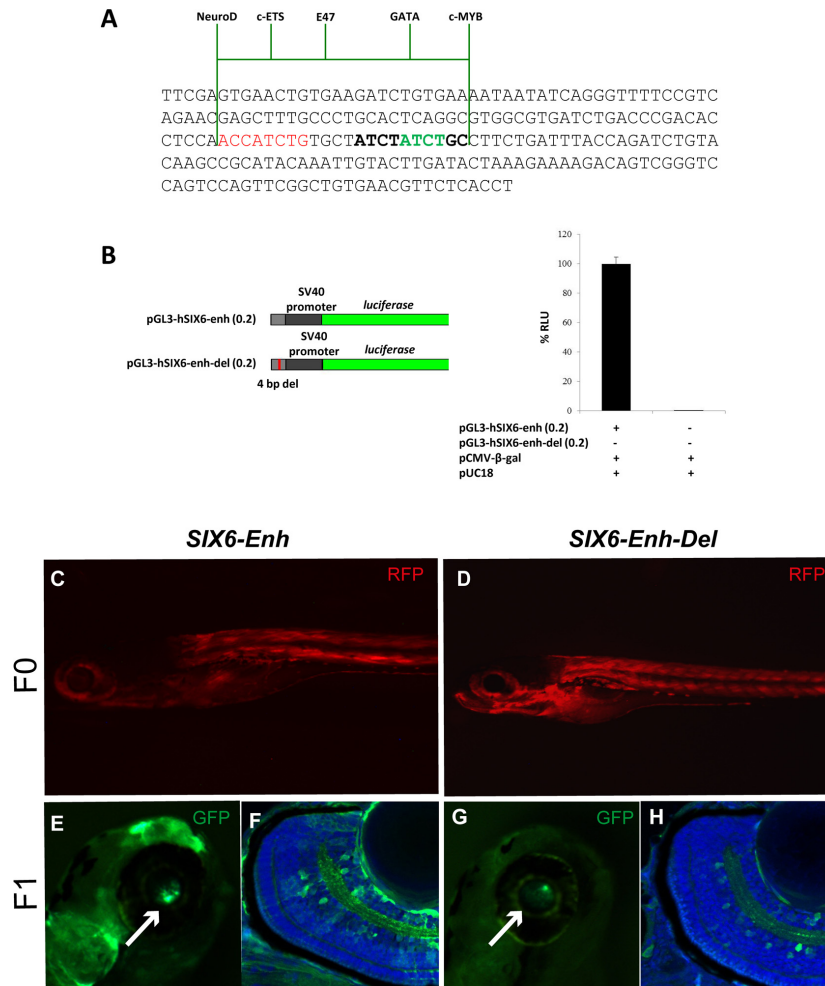 A
NeuroD c-ETS E47 GATA c-MYB
TTCGAGTGAACTGTGAAGATCTGTGAAAATAATATCAGGGTTTTCCGTC
AGAACGAGCTTTGCCCTGCACTCAGGCGTGGCGTGATCTGACCCGACAC
CTCCAACCATCTGTGCTATCTATCTGCCTTCTGATTTACCAGATCTGTA
CAAGCCGCATACAAATTGTACTTGATACTAAAGAAAAGACAGTCGGGTC
CAGTCCAGTTCGGCTGTGAACGTTCTCACCT
B
SV40
promoter luciferase
pGL3-hSIX6-enh (0.2)
SV40
promoter luciferase
pGL3-hSIX6-enh-del (0.2)
4 bp del
% RLU
120
100
80
60
40
20
0
pGL3-hSIX6-enh (0.2) + -
pGL3-hSIX6-enh-del (0.2) - -
pCMV-β-gal + +
pUC18 + +
SIX6-Enh SIX6-Enh-Del
F0
C RFP
D RFP
F1
E GFP
F
G GFP
H